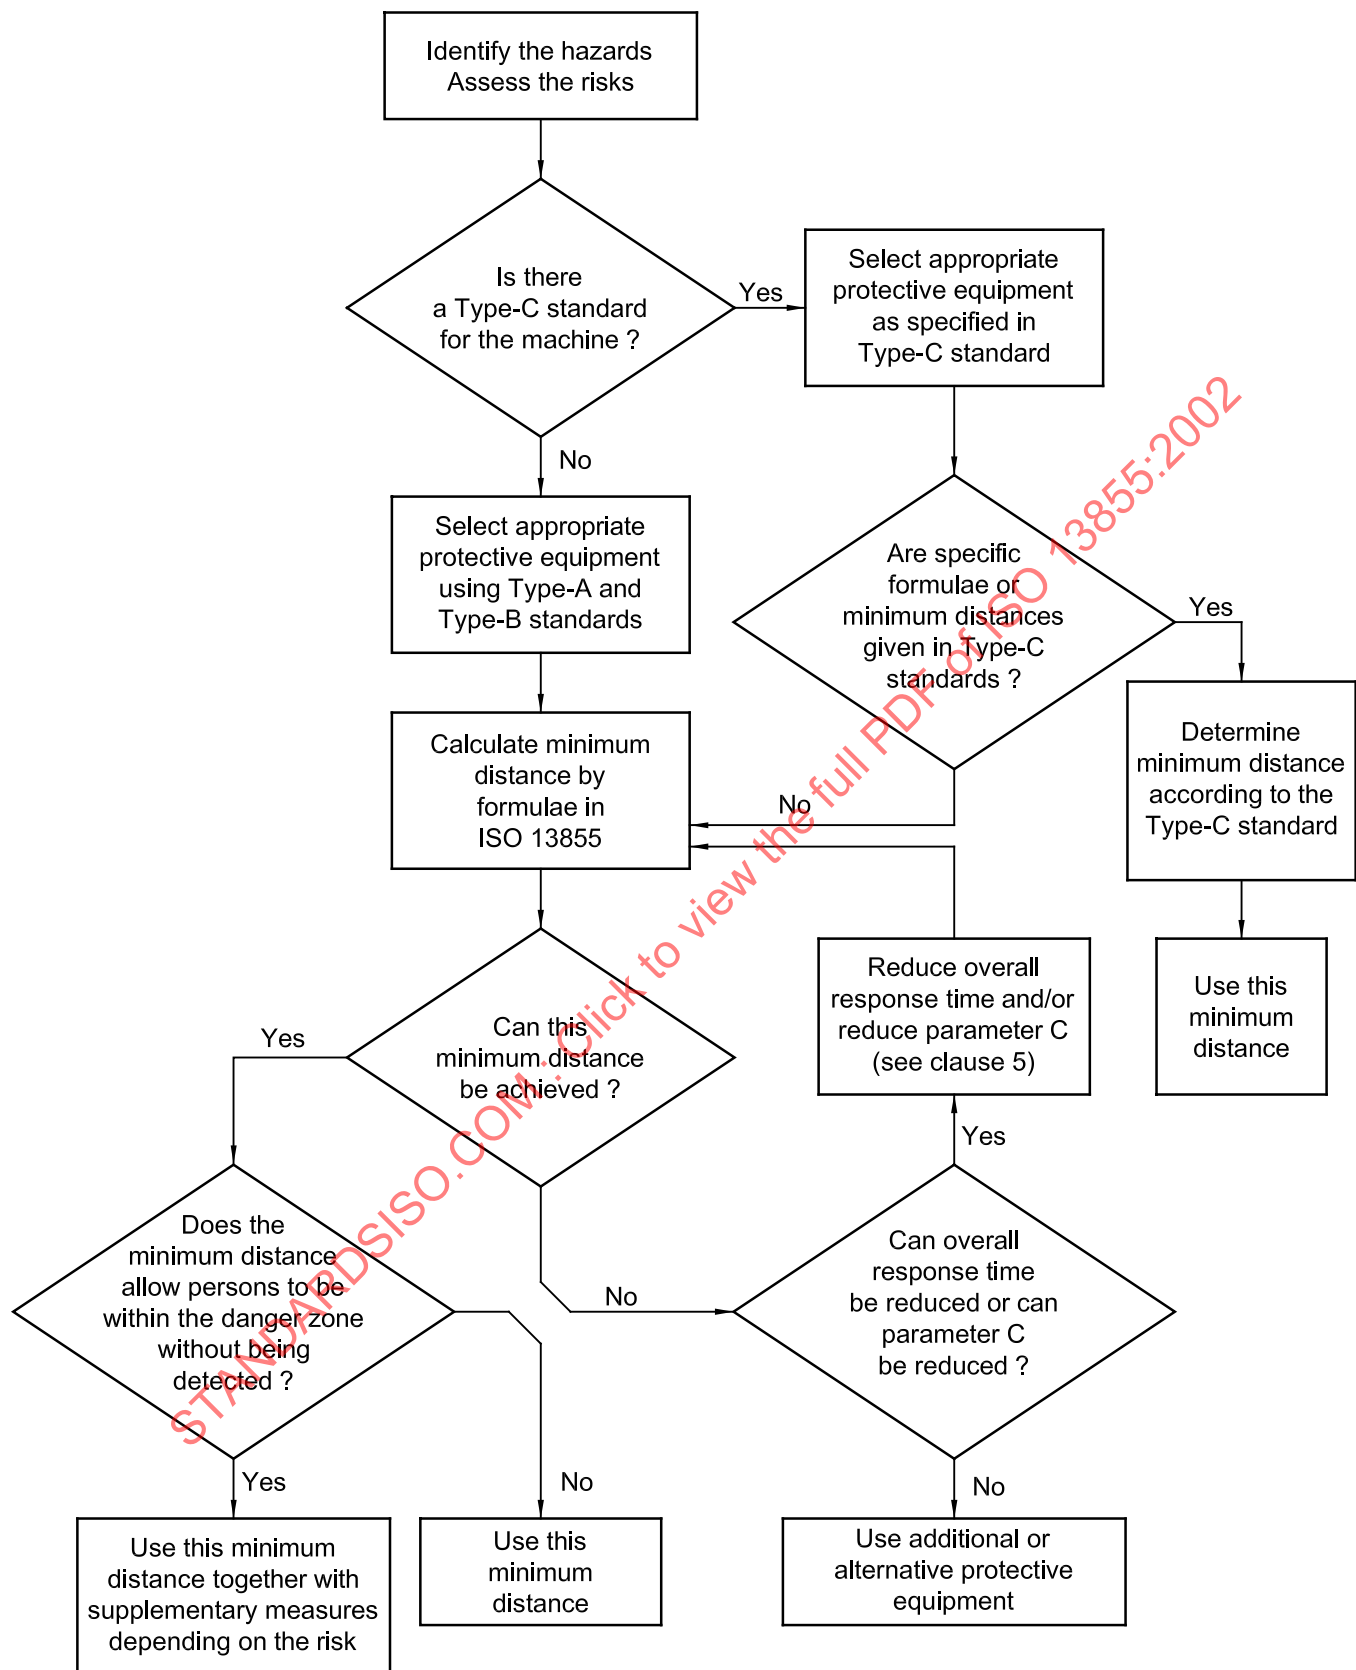 Identify the hazards
Assess the risks
Is there
a Type-C standard
for the machine ?
Yes
Select appropriate
protective equipment
as specified in
Type-C standard
No
Select appropriate
protective equipment
using Type-A and
Type-B standards
Are specific
formulae or
minimum distances
given in Type-C
standards ?
Yes
Determine
minimum distance
according to the
Type-C standard
Calculate minimum
distance by
formulae in
ISO 13855
No
Use this
minimum
distance
Reduce overall
response time and/or
reduce parameter C
(see clause 5)
Can this
minimum distance
be achieved ?
Yes
Yes
Does the
minimum distance
allow persons to be
within the danger zone
without being
detected ?
No
Can overall
response time
be reduced or can
parameter C
be reduced ?
Yes
No
No
Use this minimum
distance together with
supplementary measures
depending on the risk
Use this
minimum
distance
Use additional or
alternative protective
equipment
STANDARDSISO.COM : Click to view the full PDF of ISO 13855:2002